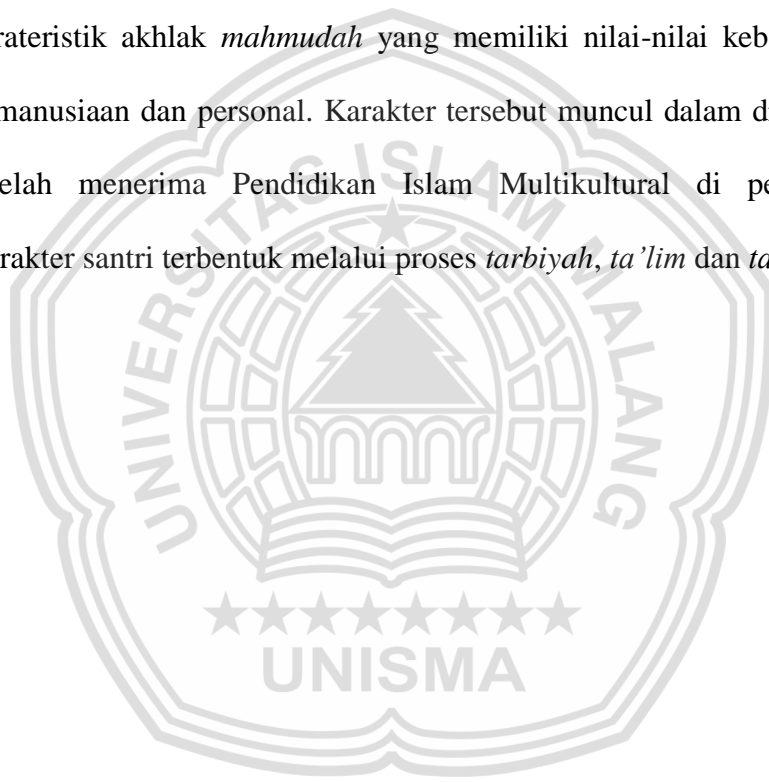 rateristik akhlak mahmudah yang memiliki nilai-nilai keb
manusiaan dan personal. Karakter tersebut muncul dalam d
elah menerima Pendidikan Islam Multikultural di pe
rakter santri terbentuk melalui proses tarbiyah, ta’lim dan ta
UNIVERSITAS ISLAM MALANG
UNISMA